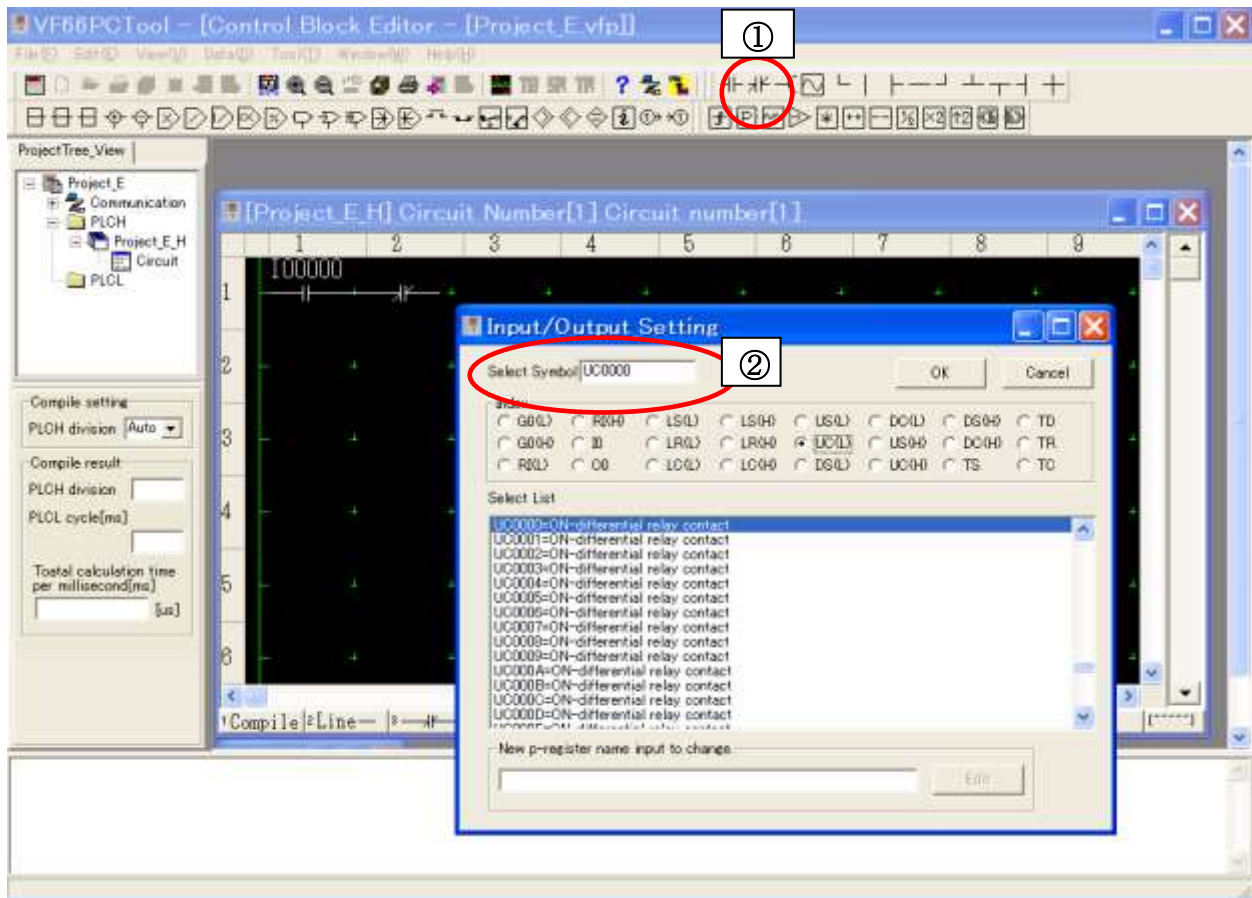 VF66PCTool - [Control Block Editor - [Project_E.vfp]]
①
ProjectTree_View
Project_E
Communication
PLCH
Project_E_H
Circuit
PLCL
Compile setting
PLCH division Auto
Compile result
PLCH division
PLCL cycle[ms]
Toatal calculation time
per millisecond[ms]
[us]
[Project_E_H] Circuit Number[1] Circuit number[1]
1 2 3 4 5 6 7 8 9
I00000
1
2
3
4
5
6
Compile Line
Input/Output Setting
Select Symbol UC0000
②
OK Cancel
Index
GO(L) RI(H) LS(L) LS(H) US(L) DC(L) DS(H) TD
GO(H) LR(L) LR(H) UC(L) US(H) DC(H) TR
RI(L) LC(L) LC(H) DS(L) UC(H) TS TC
Select List
UC0000=ON-differential relay contact
UC0001=ON-differential relay contact
UC0002=ON-differential relay contact
UC0003=ON-differential relay contact
UC0004=ON-differential relay contact
UC0005=ON-differential relay contact
UC0006=ON-differential relay contact
UC0007=ON-differential relay contact
UC0008=ON-differential relay contact
UC0009=ON-differential relay contact
UC000A=ON-differential relay contact
UC000B=ON-differential relay contact
UC000C=ON-differential relay contact
UC000D=ON-differential relay contact
New p-register name input to change
Edit